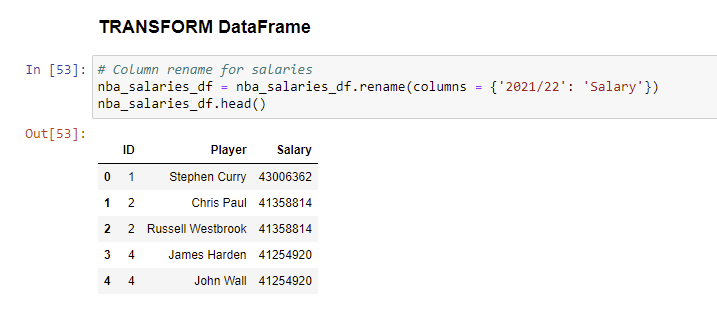 TRANSFORM DataFrame
In [53]: # Column rename for salaries
nba_salaries_df = nba_salaries_df.rename(columns = {'2021/22': 'Salary'})
nba_salaries_df.head()
Out[53]:
ID Player Salary
0 1 Stephen Curry 43006362
1 2 Chris Paul 41358814
2 2 Russell Westbrook 41358814
3 4 James Harden 41254920
4 4 John Wall 41254920